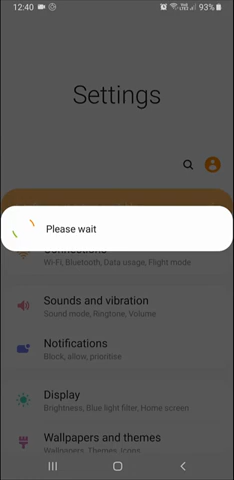 12:40
93%
Settings
Please wait
Connections
Wi-Fi, Bluetooth, Data usage, Flight mode
Sounds and vibration
Sound mode, Ringtone, Volume
Notifications
Block, allow, prioritise
Display
Brightness, Blue light filter, Home screen
Wallpapers and themes
Wallpapers, Themes, Icons